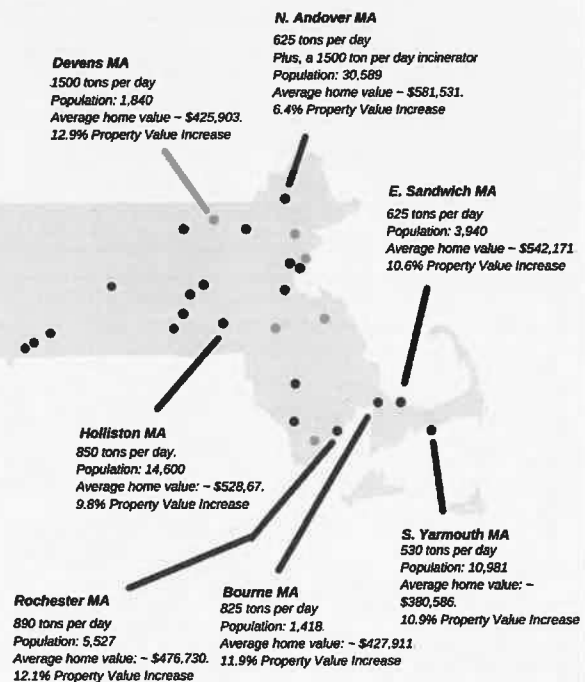 N. Andover MA
625 tons per day
Plus, a 1500 ton per day incinerator
Population: 30,589
Average home value ~ $581,531.
6.4% Property Value Increase
Devens MA
1500 tons per day
Population: 1,840
Average home value ~ $425,903.
12.9% Property Value Increase
E. Sandwich MA
625 tons per day
Population: 3,940
Average home value ~ $542,171
10.6% Property Value Increase
Holliston MA
850 tons per day.
Population: 14,600
Average home value: ~ $528,67.
9.8% Property Value Increase
S. Yarmouth MA
530 tons per day
Population: 10,981
Average home value: ~
$380,586.
10.9% Property Value Increase
Rochester MA
890 tons per day
Population: 5,527
Average home value: ~ $476,730.
12.1% Property Value Increase
Bourne MA
825 tons per day
Population: 1,418.
Average home value: ~ $427,911
11.9% Property Value Increase